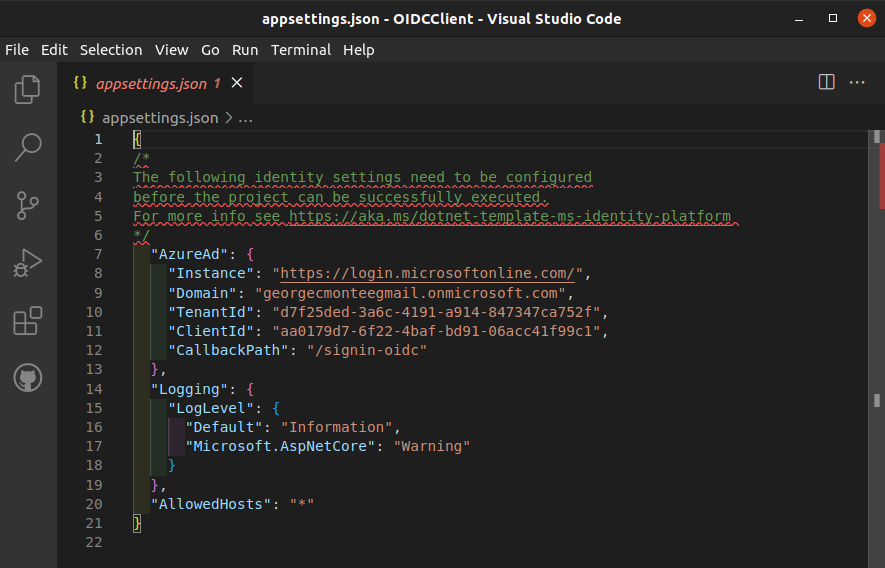 appsettings.json - OIDCClient - Visual Studio Code
File Edit Selection View Go Run Terminal Help
{} appsettings.json 1
{} appsettings.json > ...
1 {
2 /*
3 The following identity settings need to be configured
4 before the project can be successfully executed.
5 For more info see https://aka.ms/dotnet-template-ms-identity-platform
6 */
7 "AzureAd": {
8 "Instance": "https://login.microsoftonline.com/",
9 "Domain": "georgecmonteegmail.onmicrosoft.com",
10 "TenantId": "d7f25ded-3a6c-4191-a914-847347ca752f",
11 "ClientId": "aa0179d7-6f22-4baf-bd91-06acc41f99c1",
12 "CallbackPath": "/signin-oidc"
13 },
14 "Logging": {
15 "LogLevel": {
16 "Default": "Information",
17 "Microsoft.AspNetCore": "Warning"
18 }
19 },
20 "AllowedHosts": "*"
21 }
22